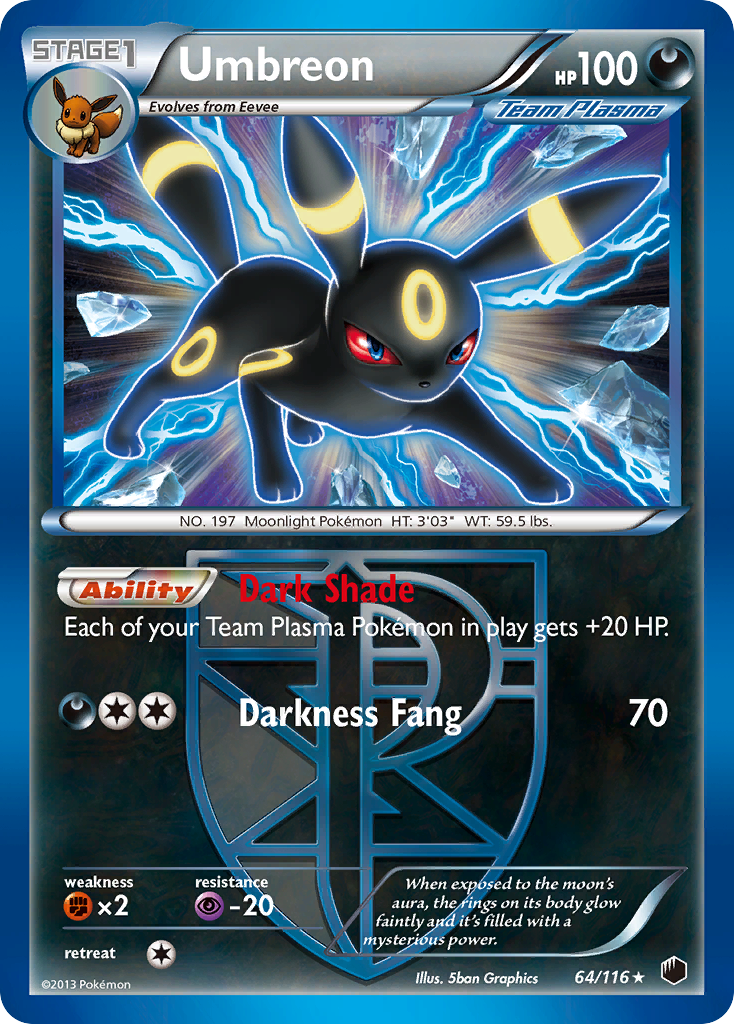 STAGE1
Umbreon
HP100
Evolves from Eevee
Team Plasma
NO. 197 Moonlight Pokémon HT: 3'03" WT: 59.5 lbs.
Ability Dark Shade
Each of your Team Plasma Pokémon in play gets +20 HP.
Darkness Fang 70
weakness
×2
resistance
-20
retreat
When exposed to the moon's
aura, the rings on its body glow
faintly and it's filled with a
mysterious power.
©2013 Pokémon
Illus. 5ban Graphics
64/116★